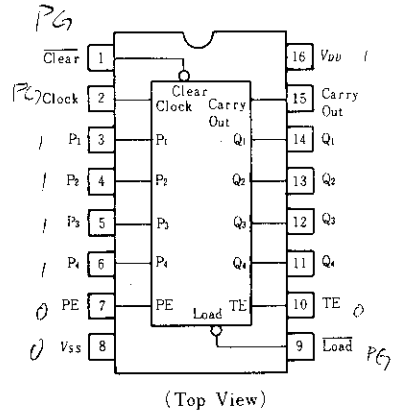 PG
Clear 1 16 VDD 1
PG Clock 2 Clear Clock Carry Out 15 Carry Out
1 P1 3 P1 Q1 14 Q1
1 P2 4 P2 Q2 13 Q2
1 P3 5 P3 Q3 12 Q3
1 P4 6 P4 Q4 11 Q4
0 PE 7 PE TE 10 TE 0
0 VSS 8 Load 9 Load PG
(Top View)